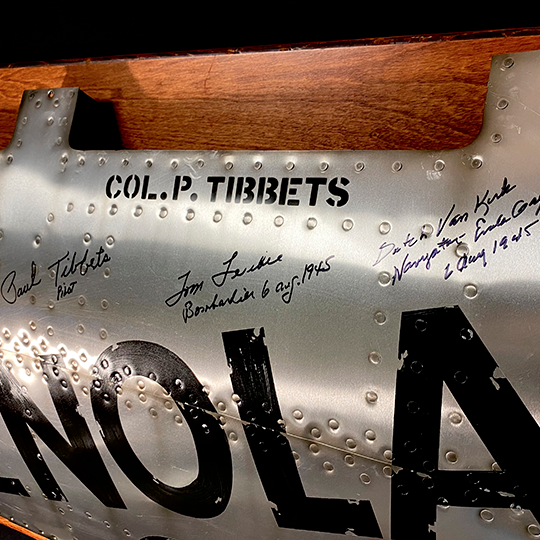 COL. P. TIBBETS
Paul Tibbets
Pilot
Tom Ferebee
Bombardier 6 Aug. 1945
Dutch Van Kirk
Navigator Enola Gay
6 Aug 1945
NOLA